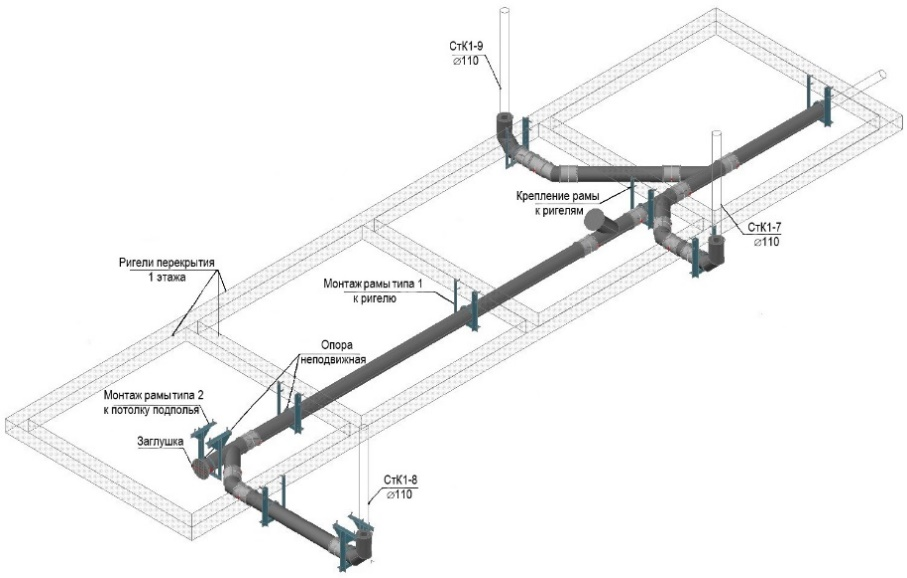 СтК1-9
⌀110
Крепление рамы
к ригелям
СтК1-7
⌀110
Ригели перекрытия
1 этажа
Монтаж рамы типа 1
к ригелю
Опора
неподвижная
Монтаж рамы типа 2
к потолку подполья
Заглушка
СтК1-8
⌀110